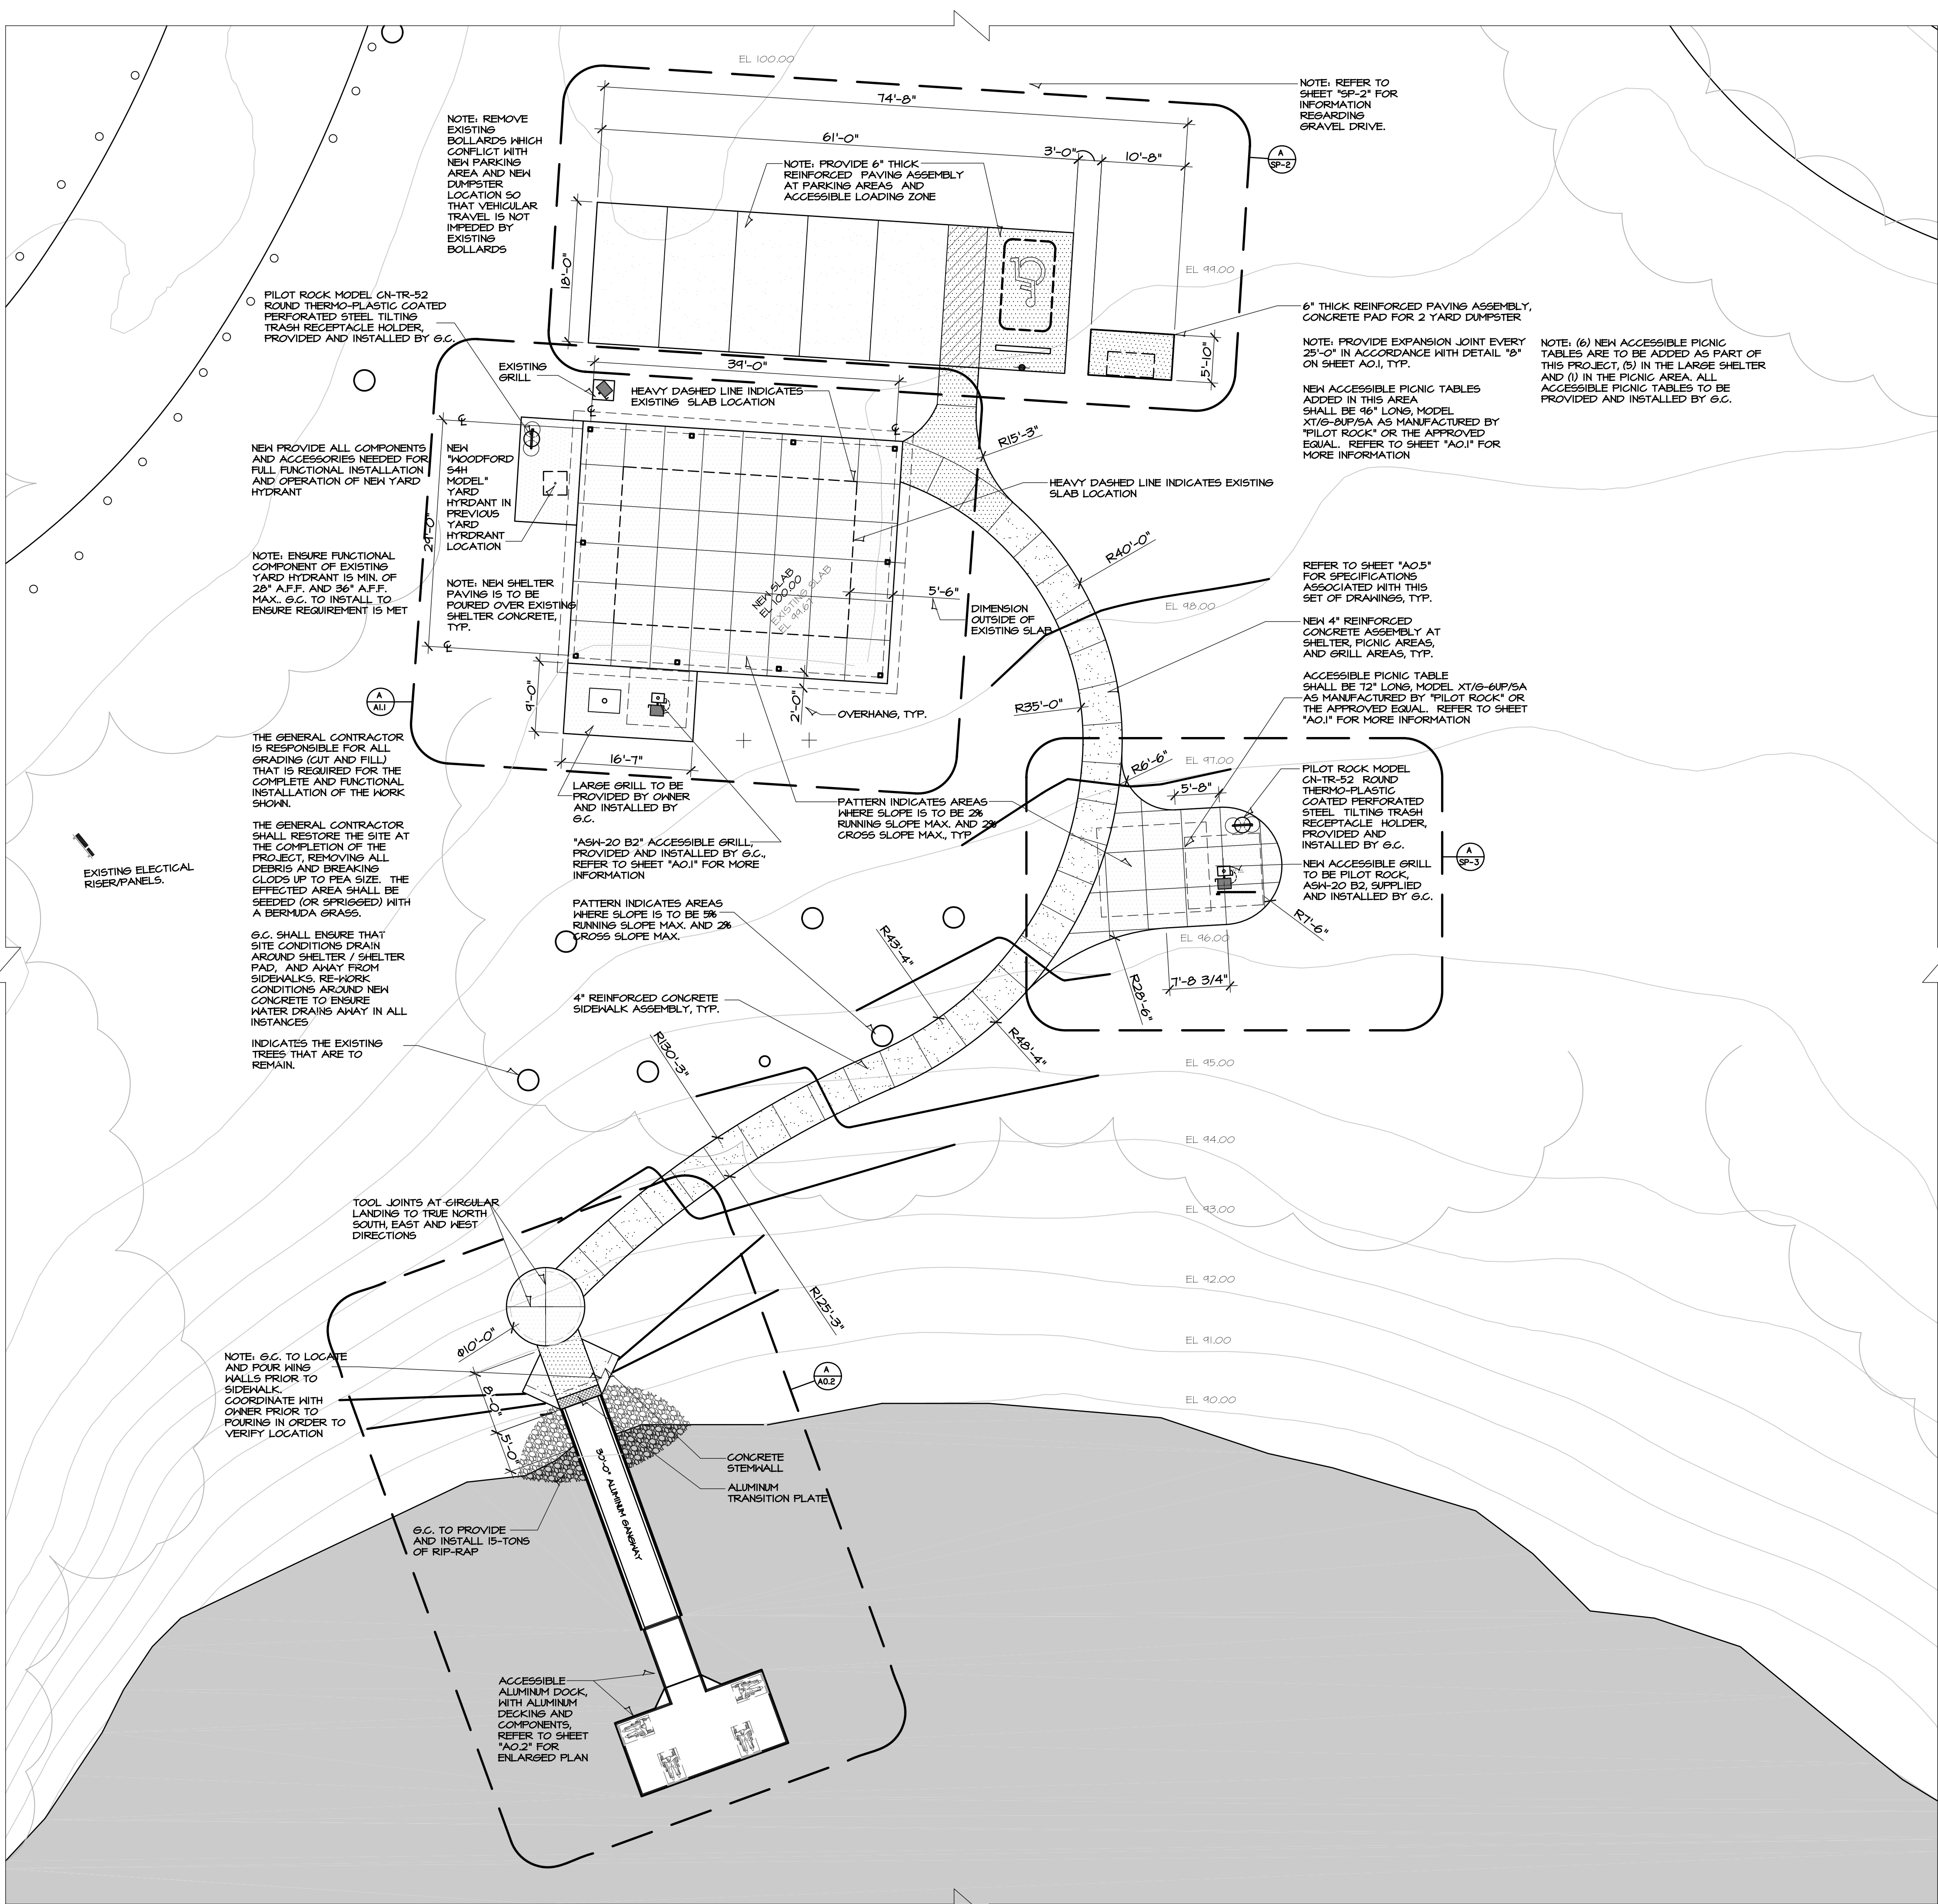 EL 100.00
74'-8"
61'-0"
3'-0"
10'-8"
NOTE: REFER TO
SHEET "SP-2" FOR
INFORMATION
REGARDING
GRAVEL DRIVE.
A
SP-2
NOTE: REMOVE
EXISTING
BOLLARDS WHICH
CONFLICT WITH
NEW PARKING
AREA AND NEW
DUMPSTER
LOCATION SO
THAT VEHICULAR
TRAVEL IS NOT
IMPEDED BY
EXISTING
BOLLARDS
NOTE: PROVIDE 6" THICK
REINFORCED PAVING ASSEMBLY
AT PARKING AREAS AND
ACCESSIBLE LOADING ZONE
18'-0"
EL 99.00
PILOT ROCK MODEL CN-TR-52
ROUND THERMO-PLASTIC COATED
PERFORATED STEEL TILTING
TRASH RECEPTACLE HOLDER,
PROVIDED AND INSTALLED BY G.C.
6" THICK REINFORCED PAVING ASSEMBLY,
CONCRETE PAD FOR 2 YARD DUMPSTER
5'-10"
NOTE: PROVIDE EXPANSION JOINT EVERY
25'-0" IN ACCORDANCE WITH DETAIL "8"
ON SHEET A0.1, TYP.
NOTE: (6) NEW ACCESSIBLE PICNIC
TABLES ARE TO BE ADDED AS PART OF
THIS PROJECT, (5) IN THE LARGE SHELTER
AND (1) IN THE PICNIC AREA. ALL
ACCESSIBLE PICNIC TABLES TO BE
PROVIDED AND INSTALLED BY G.C.
EXISTING
GRILL
39'-0"
HEAVY DASHED LINE INDICATES
EXISTING SLAB LOCATION
NEW ACCESSIBLE PICNIC TABLES
ADDED IN THIS AREA
SHALL BE 96" LONG, MODEL
XT/G-8UP/SA AS MANUFACTURED BY
"PILOT ROCK" OR THE APPROVED
EQUAL. REFER TO SHEET "A0.1" FOR
MORE INFORMATION
R15'-3"
NEW PROVIDE ALL COMPONENTS
AND ACCESSORIES NEEDED FOR
FULL FUNCTIONAL INSTALLATION
AND OPERATION OF NEW YARD
HYDRANT
NEW
"WOODFORD
S4H
MODEL"
YARD
HYRDANT IN
PREVIOUS
YARD
HYRDRANT
LOCATION
29'-0"
HEAVY DASHED LINE INDICATES EXISTING
SLAB LOCATION
R40'-0"
NOTE: ENSURE FUNCTIONAL
COMPONENT OF EXISTING
YARD HYDRANT IS MIN. OF
28" A.F.F. AND 36" A.F.F.
MAX.. G.C. TO INSTALL TO
ENSURE REQUIREMENT IS MET
NOTE: NEW SHELTER
PAVING IS TO BE
POURED OVER EXISTING
SHELTER CONCRETE,
TYP.
NEW SLAB
EL 100.00
EXISTING SLAB
EL 99.67
5'-6"
DIMENSION
OUTSIDE OF
EXISTING SLAB
REFER TO SHEET "A0.5"
FOR SPECIFICATIONS
ASSOCIATED WITH THIS
SET OF DRAWINGS, TYP.
EL 98.00
NEW 4" REINFORCED
CONCRETE ASSEMBLY AT
SHELTER, PICNIC AREAS,
AND GRILL AREAS, TYP.
ACCESSIBLE PICNIC TABLE
SHALL BE 72" LONG, MODEL XT/G-6UP/SA
AS MANUFACTURED BY "PILOT ROCK" OR
THE APPROVED EQUAL. REFER TO SHEET
"A0.1" FOR MORE INFORMATION
A
A1.1
9'-0"
2'-0"
OVERHANG, TYP.
R35'-0"
16'-7"
THE GENERAL CONTRACTOR
IS RESPONSIBLE FOR ALL
GRADING (CUT AND FILL)
THAT IS REQUIRED FOR THE
COMPLETE AND FUNCTIONAL
INSTALLATION OF THE WORK
SHOWN.
R6'-6"
EL 97.00
5'-8"
PILOT ROCK MODEL
CN-TR-52 ROUND
THERMO-PLASTIC
COATED PERFORATED
STEEL TILTING TRASH
RECEPTACLE HOLDER,
PROVIDED AND
INSTALLED BY G.C.
LARGE GRILL TO BE
PROVIDED BY OWNER
AND INSTALLED BY
G.C.
PATTERN INDICATES AREAS
WHERE SLOPE IS TO BE 2%
RUNNING SLOPE MAX. AND 2%
CROSS SLOPE MAX., TYP.
THE GENERAL CONTRACTOR
SHALL RESTORE THE SITE AT
THE COMPLETION OF THE
PROJECT, REMOVING ALL
DEBRIS AND BREAKING
CLODS UP TO PEA SIZE. THE
EFFECTED AREA SHALL BE
SEEDED (OR SPRIGGED) WITH
A BERMUDA GRASS.
"ASW-20 B2" ACCESSIBLE GRILL,
PROVIDED AND INSTALLED BY G.C.,
REFER TO SHEET "A0.1" FOR MORE
INFORMATION
A
SP-3
NEW ACCESSIBLE GRILL
TO BE PILOT ROCK,
ASW-20 B2, SUPPLIED
AND INSTALLED BY G.C.
EXISTING ELECTICAL
RISER/PANELS.
PATTERN INDICATES AREAS
WHERE SLOPE IS TO BE 5%
RUNNING SLOPE MAX. AND 2%
CROSS SLOPE MAX.
R7'-6"
EL 96.00
R43'-4"
G.C. SHALL ENSURE THAT
SITE CONDITIONS DRAIN
AROUND SHELTER / SHELTER
PAD, AND AWAY FROM
SIDEWALKS. RE-WORK
CONDITIONS AROUND NEW
CONCRETE TO ENSURE
WATER DRAINS AWAY IN ALL
INSTANCES
7'-8 3/4"
R28'-6"
4" REINFORCED CONCRETE
SIDEWALK ASSEMBLY, TYP.
R48'-4"
R130'-3"
INDICATES THE EXISTING
TREES THAT ARE TO
REMAIN.
EL 95.00
EL 94.00
TOOL JOINTS AT CIRCULAR
LANDING TO TRUE NORTH
SOUTH, EAST AND WEST
DIRECTIONS
EL 93.00
EL 92.00
R125'-3"
Φ10'-0"
EL 91.00
NOTE: G.C. TO LOCATE
AND POUR WING
WALLS PRIOR TO
SIDEWALK.
COORDINATE WITH
OWNER PRIOR TO
POURING IN ORDER TO
VERIFY LOCATION
A
A0.2
8'-0"
EL 90.00
5'-0"
30'-0" ALUMINUM GANGWAY
CONCRETE
STEMWALL
ALUMINUM
TRANSITION PLATE
G.C. TO PROVIDE
AND INSTALL 15-TONS
OF RIP-RAP
ACCESSIBLE
ALUMINUM DOCK,
WITH ALUMINUM
DECKING AND
COMPONENTS,
REFER TO SHEET
"A0.2" FOR
ENLARGED PLAN